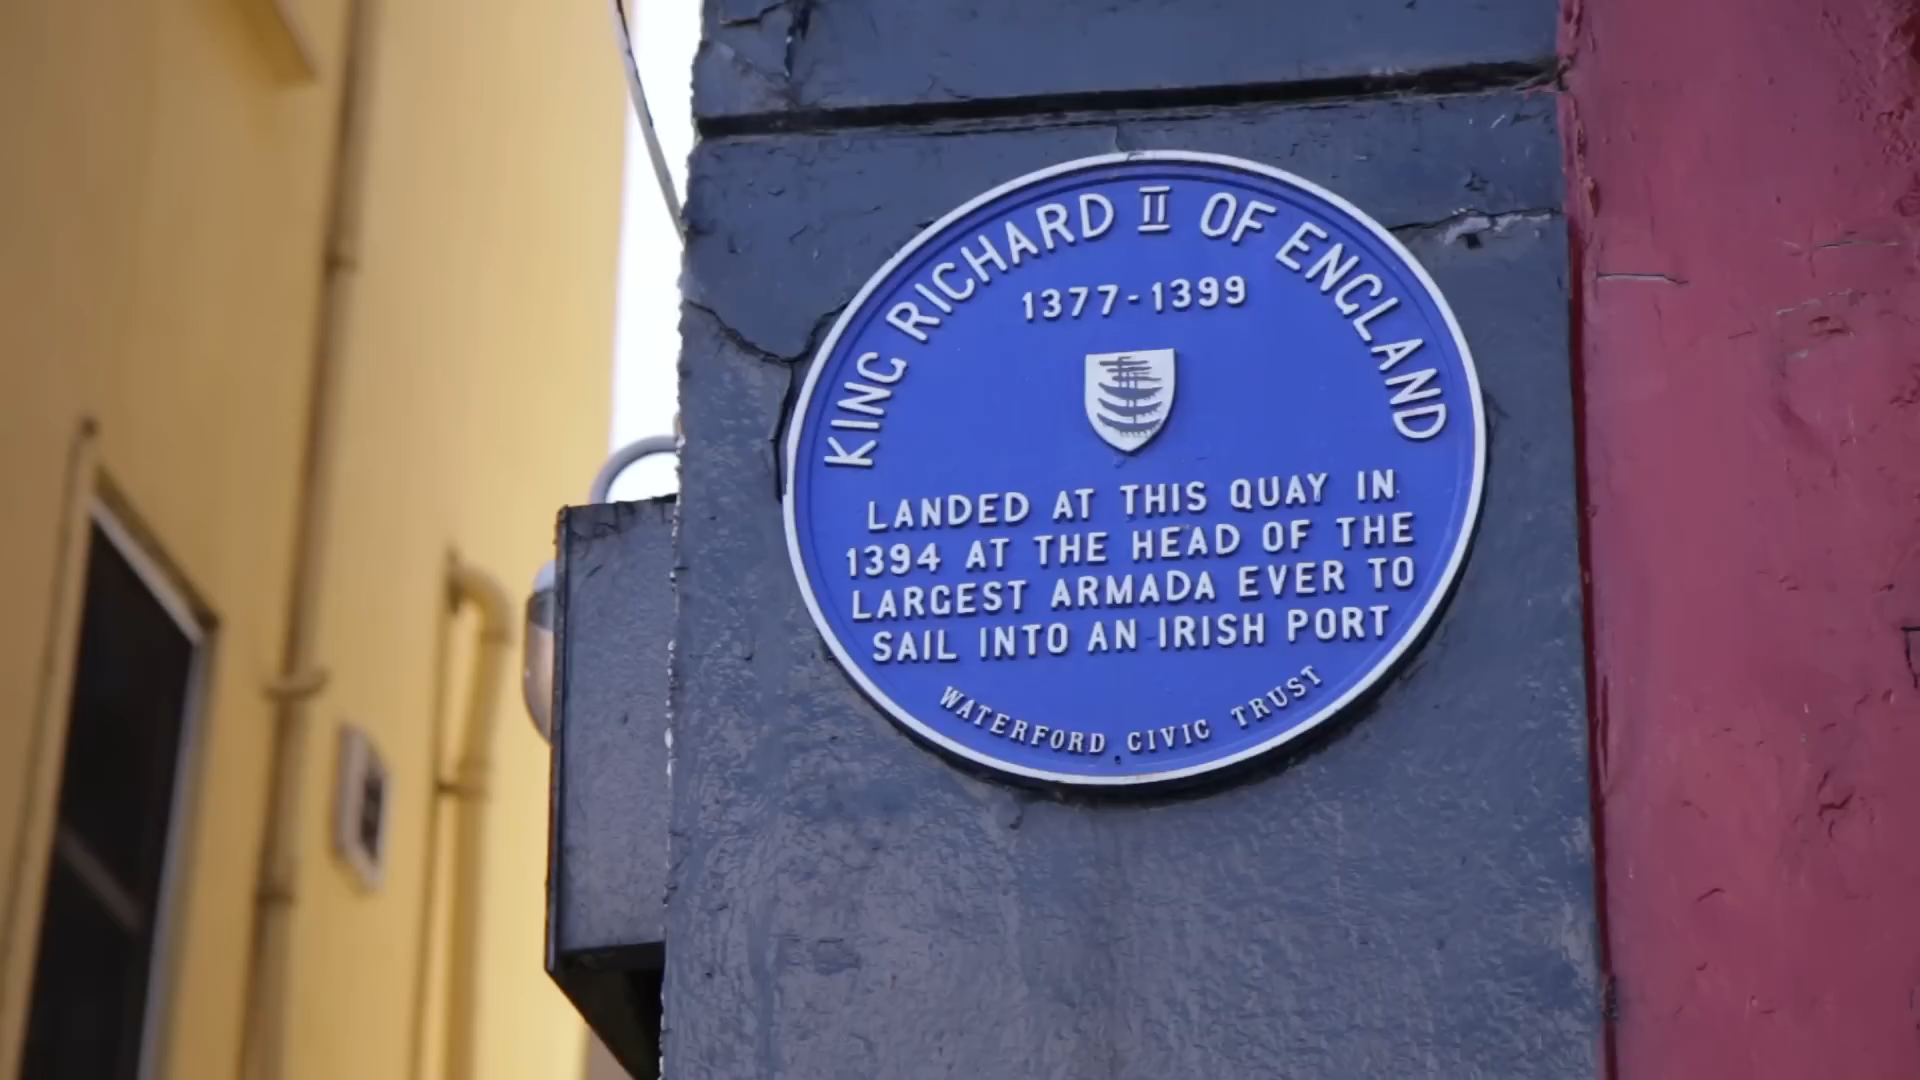 KING RICHARD II OF ENGLAND
1377-1399
LANDED AT THIS QUAY IN
1394 AT THE HEAD OF THE
LARGEST ARMADA EVER TO
SAIL INTO AN IRISH PORT
WATERFORD CIVIC TRUST